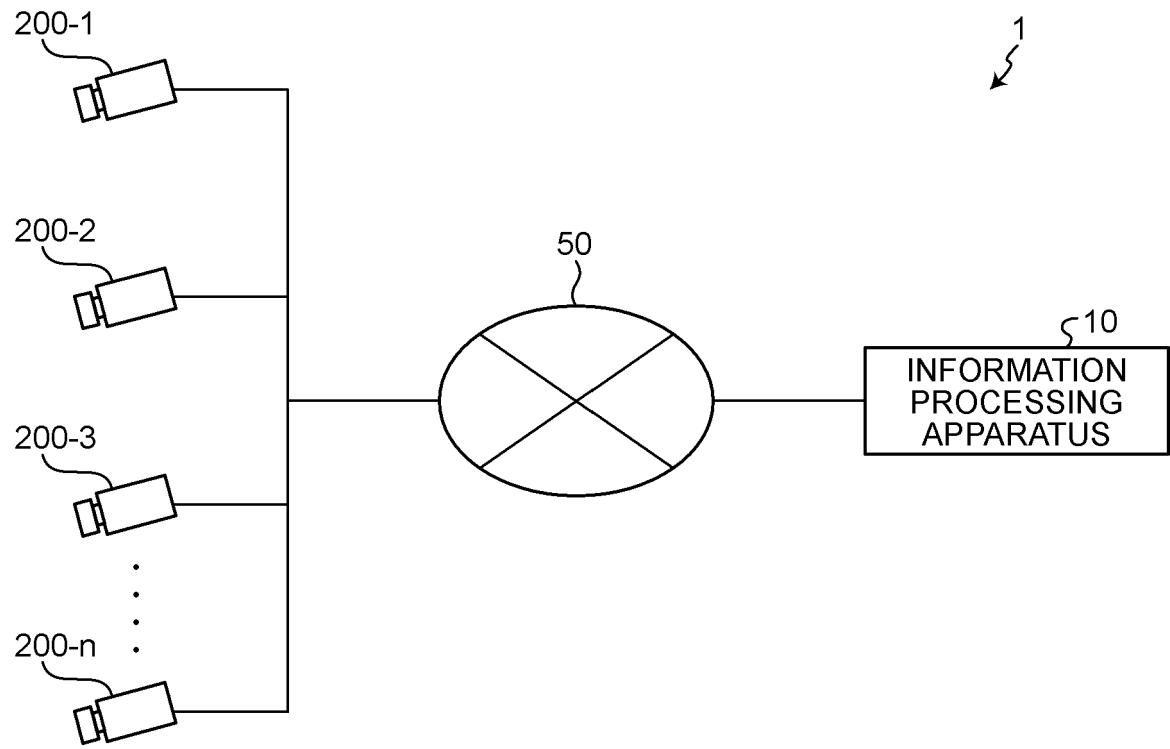 200-1
1
200-2
50
10
INFORMATION
PROCESSING
APPARATUS
200-3
200-n